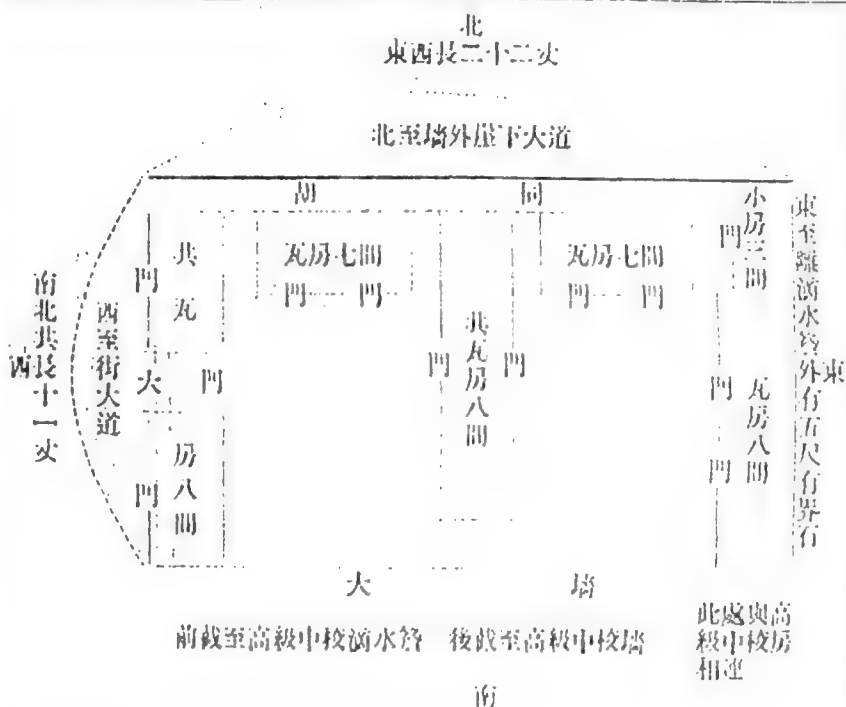 北
東西長二十二丈
北至墻外崖下大道
胡同
小房三間
門
東至離滴水簷外有五尺有界石
東
瓦房七間
門 門
瓦房七間
門 門
共瓦房八間
門
門
共瓦房八間
門
門
大
門
西至街大道
南北共長十一丈
西
瓦房八間
門
門
大墻
前截至高級中校滴水簷
後截至高級中校墻
此處與高
級中校房
相連
南